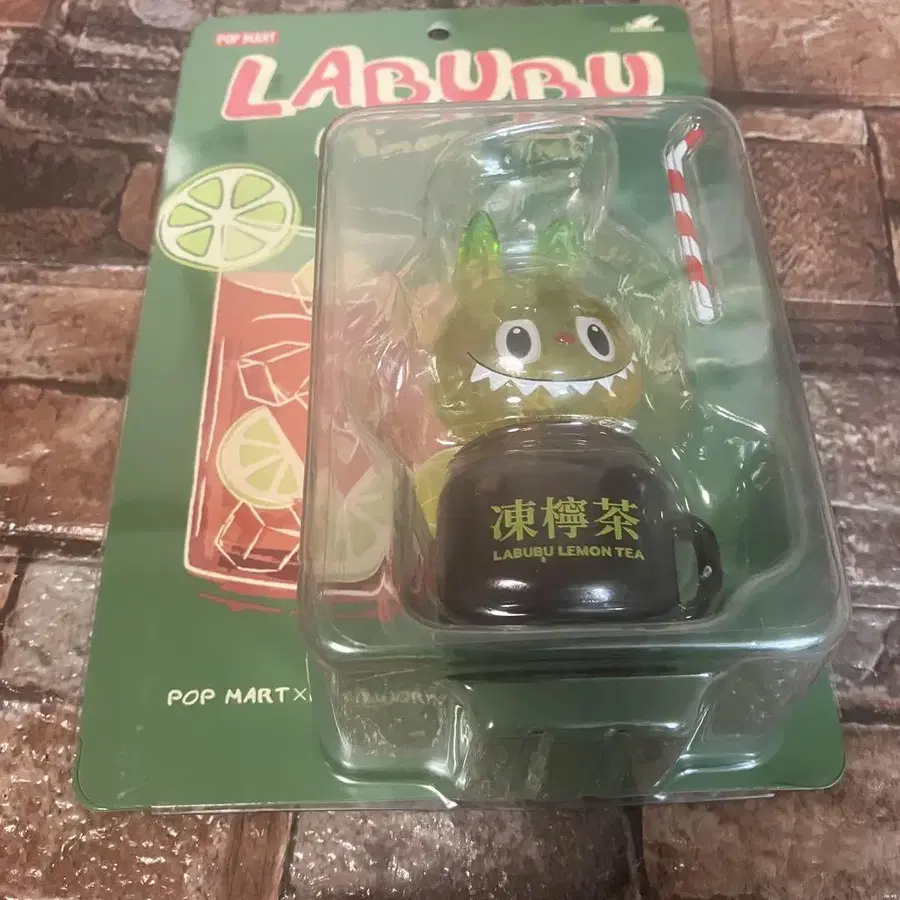 POP MART
LABUBU
凍檸茶
LABUBU LEMON TEA
POP MART×